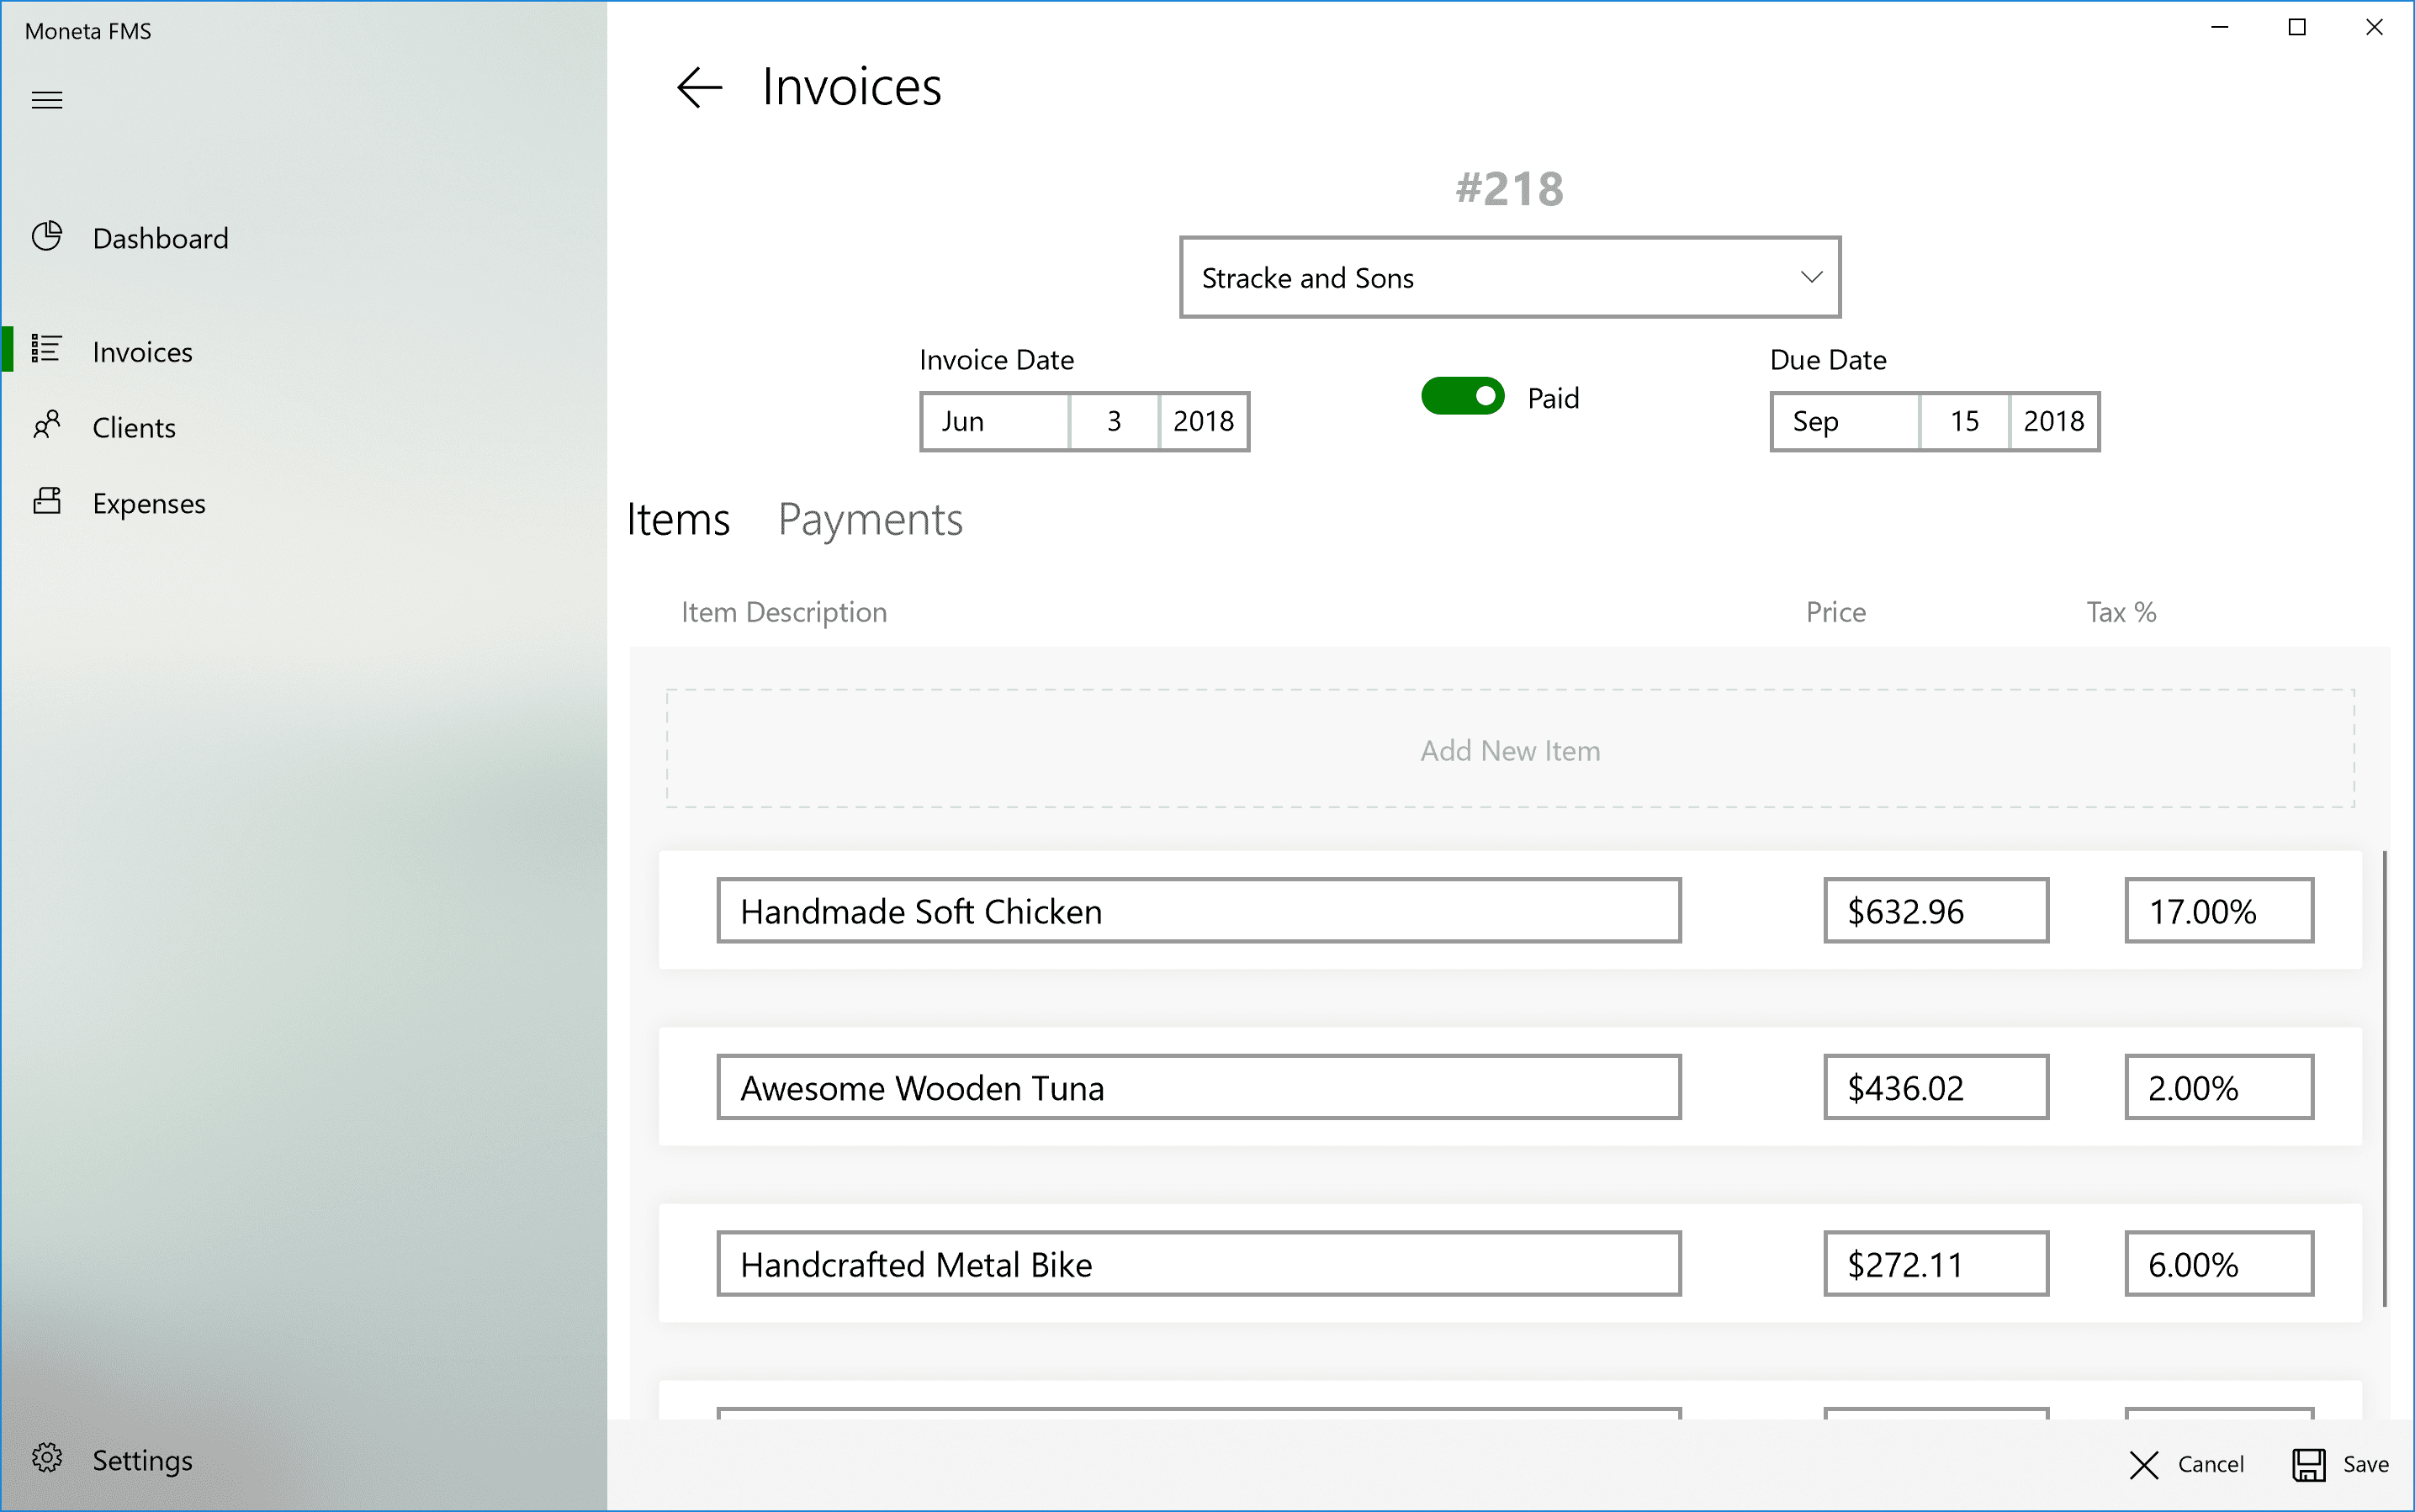 Moneta FMS
Dashboard
Invoices
Clients
Expenses
Settings
Invoices
#218
Stracke and Sons
Invoice Date
Jun 3 2018
Paid
Due Date
Sep 15 2018
Items Payments
Item Description Price Tax %
Add New Item
Handmade Soft Chicken $632.96 17.00%
Awesome Wooden Tuna $436.02 2.00%
Handcrafted Metal Bike $272.11 6.00%
Cancel Save